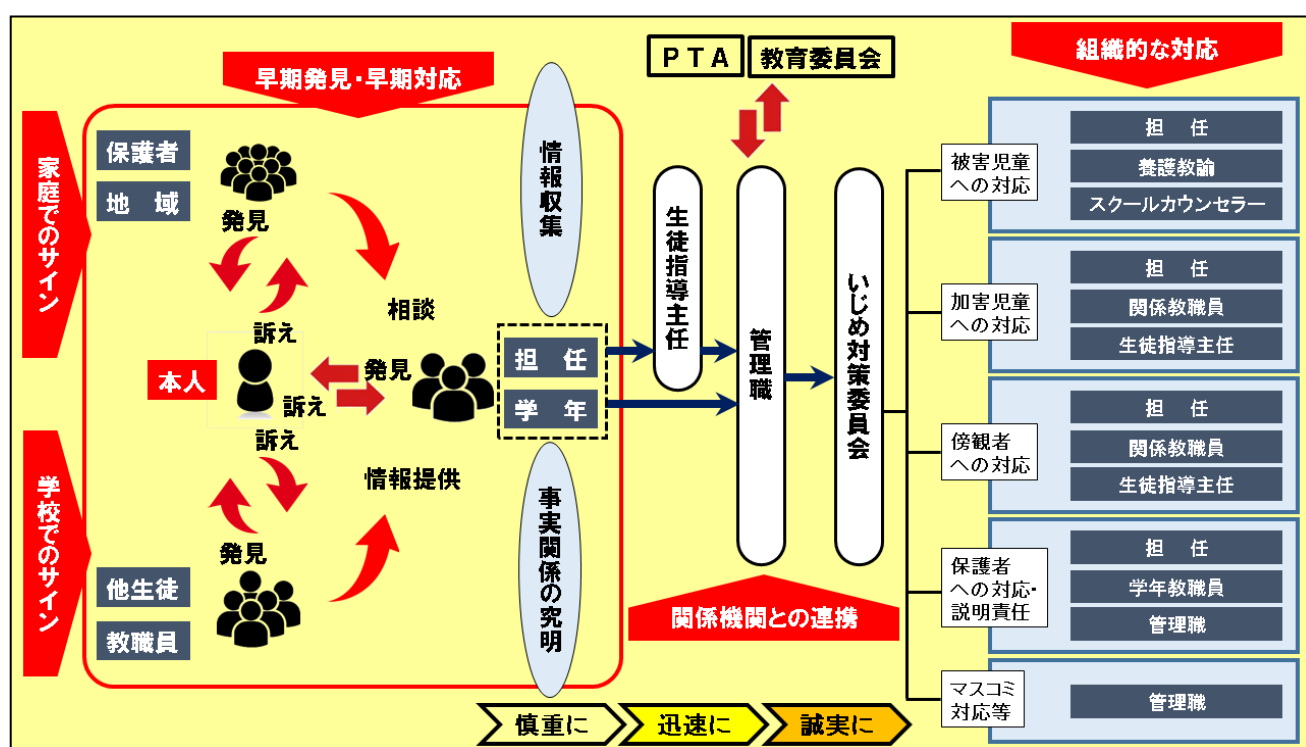 早期発見・早期対応
家庭でのサイン
学校でのサイン
保護者
地　域
発見
訴え
相談
本人
発見
訴え
訴え
情報提供
発見
他生徒
教職員
情報収集
担　任
学　年
事実関係の究明
ＰＴＡ
教育委員会
生徒指導主任
管理職
いじめ対策委員会
関係機関との連携
慎重に
迅速に
誠実に
組織的な対応
被害児童
への対応
担　任
養護教諭
スクールカウンセラー
加害児童
への対応
担　任
関係教職員
生徒指導主任
傍観者
への対応
担　任
関係教職員
生徒指導主任
保護者
への対応・
説明責任
担　任
学年教職員
管理職
マスコミ
対応等
管理職